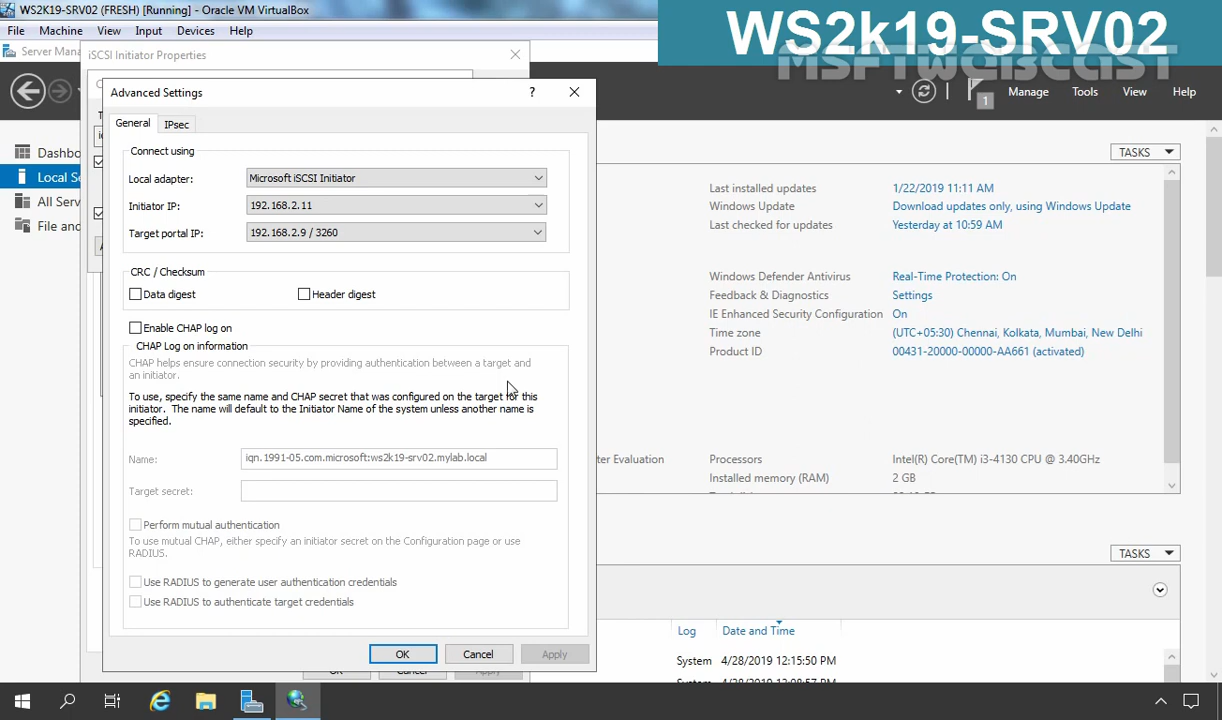 WS2K19-SRV02 (FRESH) [Running] - Oracle VM VirtualBox
WS2k19-SRV02
MSFTWEBCAST
File Machine View Input Devices Help
Server Man
iSCSI Initiator Properties
Advanced Settings
?
1
Manage Tools View Help
General IPsec
Connect using
Local adapter: Microsoft iSCSI Initiator
Initiator IP: 192.168.2.11
Target portal IP: 192.168.2.9 / 3260
CRC / Checksum
Data digest Header digest
Enable CHAP log on
CHAP Log on information
CHAP helps ensure connection security by providing authentication between a target and
an initiator.
To use, specify the same name and CHAP secret that was configured on the target for this
initiator. The name will default to the Initiator Name of the system unless another name is
specified.
Name: iqn.1991-05.com.microsoft:ws2k19-srv02.mylab.local
Target secret:
Perform mutual authentication
To use mutual CHAP, either specify an initiator secret on the Configuration page or use
RADIUS.
Use RADIUS to generate user authentication credentials
Use RADIUS to authenticate target credentials
OK Cancel Apply
Dashbo
Local Se
All Serv
File and
TASKS
Last installed updates 1/22/2019 11:11 AM
Windows Update Download updates only, using Windows Update
Last checked for updates Yesterday at 10:59 AM
Windows Defender Antivirus Real-Time Protection: On
Feedback & Diagnostics Settings
IE Enhanced Security Configuration On
Time zone (UTC+05:30) Chennai, Kolkata, Mumbai, New Delhi
Product ID 00431-20000-00000-AA661 (activated)
ter Evaluation Processors Intel(R) Core(TM) i3-4130 CPU @ 3.40GHz
Installed memory (RAM) 2 GB
TASKS
Log Date and Time
System 4/28/2019 12:15:50 PM